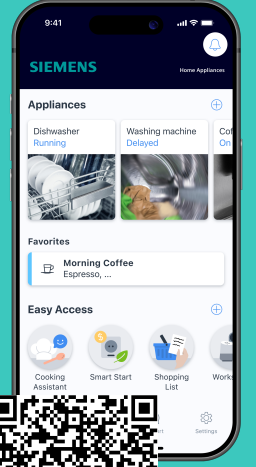 9:41
SIEMENS
Home Appliances
Appliances
Dishwasher
Running
Washing machine
Delayed
On
Favorites
Morning Coffee
Espresso, ...
Easy Access
Cooking
Assistant
Smart Start
Shopping
List
Settings